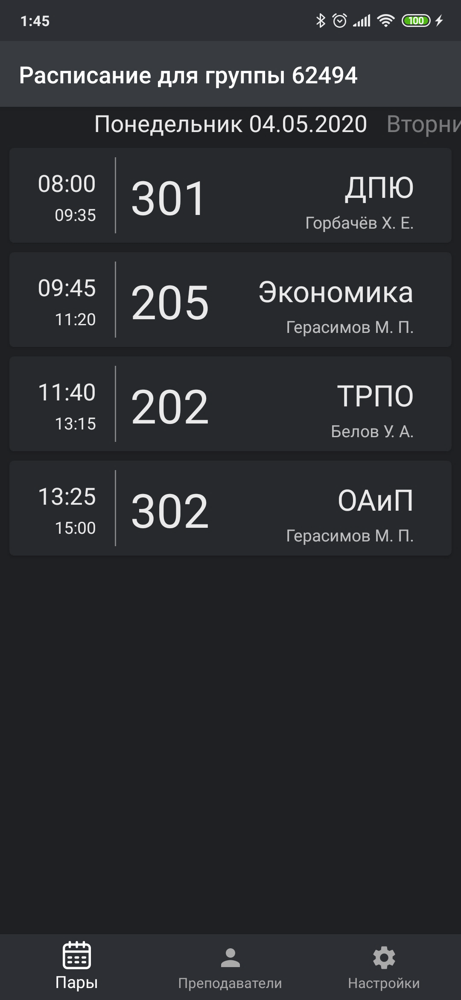 1:45
100
Расписание для группы 62494
Понедельник 04.05.2020 Вторни
08:00
09:35
301
ДПЮ
Горбачёв Х. Е.
09:45
11:20
205
Экономика
Герасимов М. П.
11:40
13:15
202
ТРПО
Белов У. А.
13:25
15:00
302
ОАиП
Герасимов М. П.
Пары
Преподаватели
Настройки